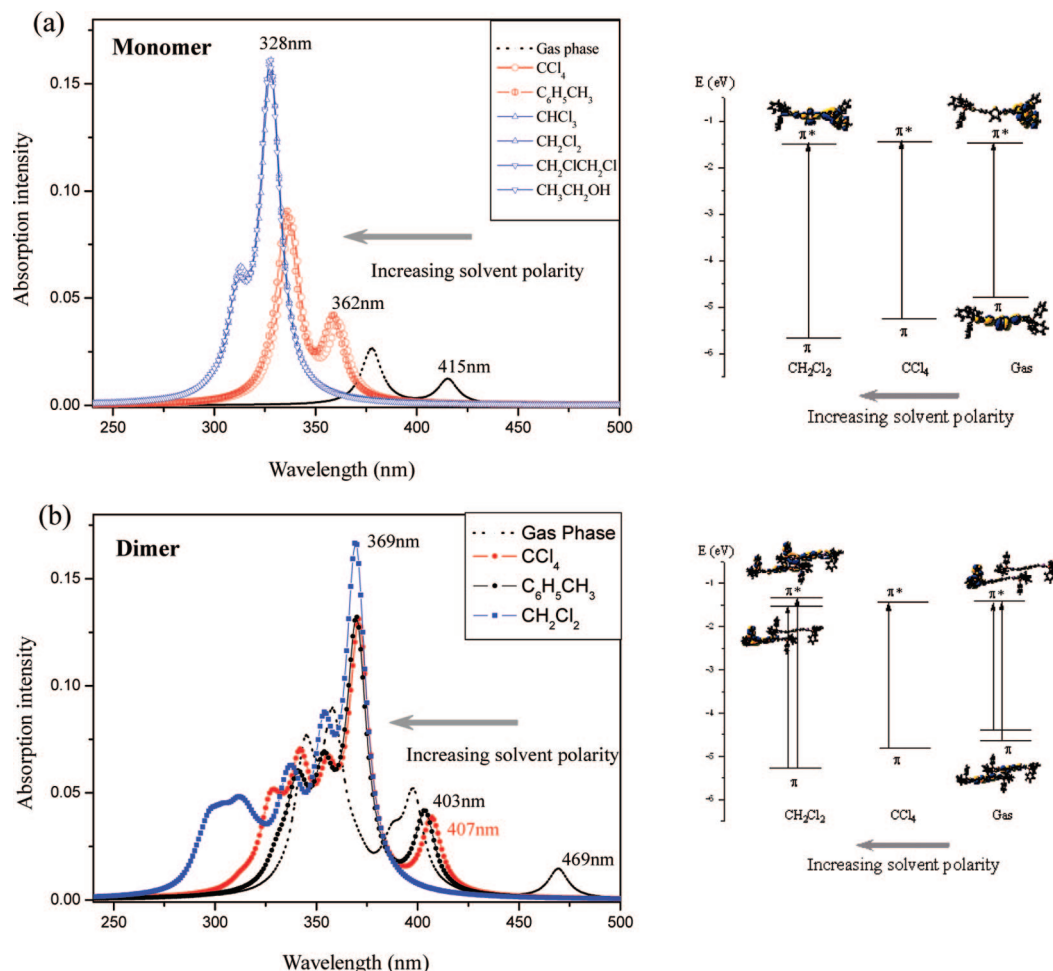 (a)
Monomer
328nm
Gas phase
CCl₄
C₆H₅CH₃
CHCl₃
CH₂Cl₂
CH₂ClCH₂Cl
CH₃CH₂OH
Increasing solvent polarity
362nm
415nm
0.15
0.10
0.05
0.00
Absorption intensity
250 300 350 400 450 500
Wavelength (nm)
E (eV)
-1
-2
-3
-4
-5
-6
π* π* π*
π π π
CH₂Cl₂ CCl₄ Gas
Increasing solvent polarity
(b)
Dimer
369nm
Gas Phase
CCl₄
C₆H₅CH₃
CH₂Cl₂
Increasing solvent polarity
403nm
407nm
469nm
0.15
0.10
0.05
0.00
Absorption intensity
250 300 350 400 450 500
Wavelength (nm)
E (eV)
-1
-2
-3
-4
-5
-6
π* π* π*
π π π
CH₂Cl₂ CCl₄ Gas
Increasing solvent polarity